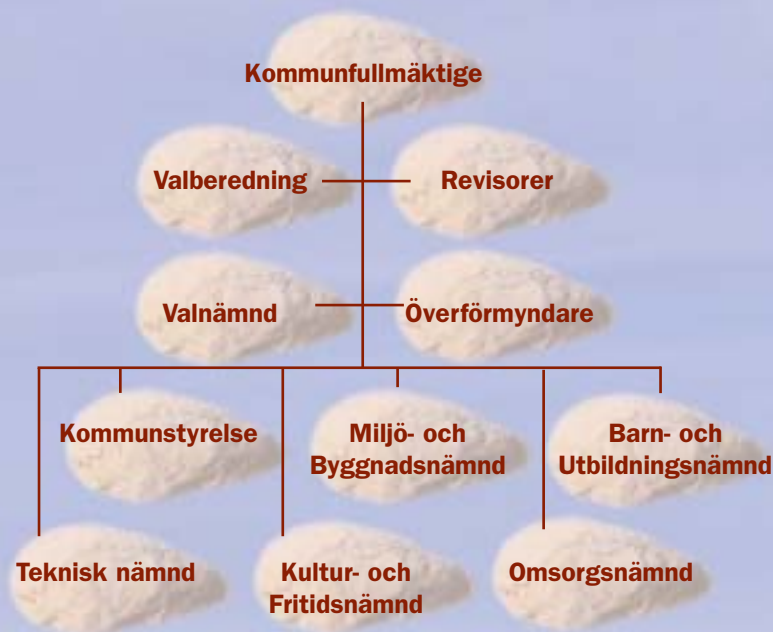 Kommunfullmäktige
Valberedning
Revisorer
Valnämnd
Överförmyndare
Kommunstyrelse
Miljö- och
Byggnadsnämnd
Barn- och
Utbildningsnämnd
Teknisk nämnd
Kultur- och
Fritidsnämnd
Omsorgsnämnd